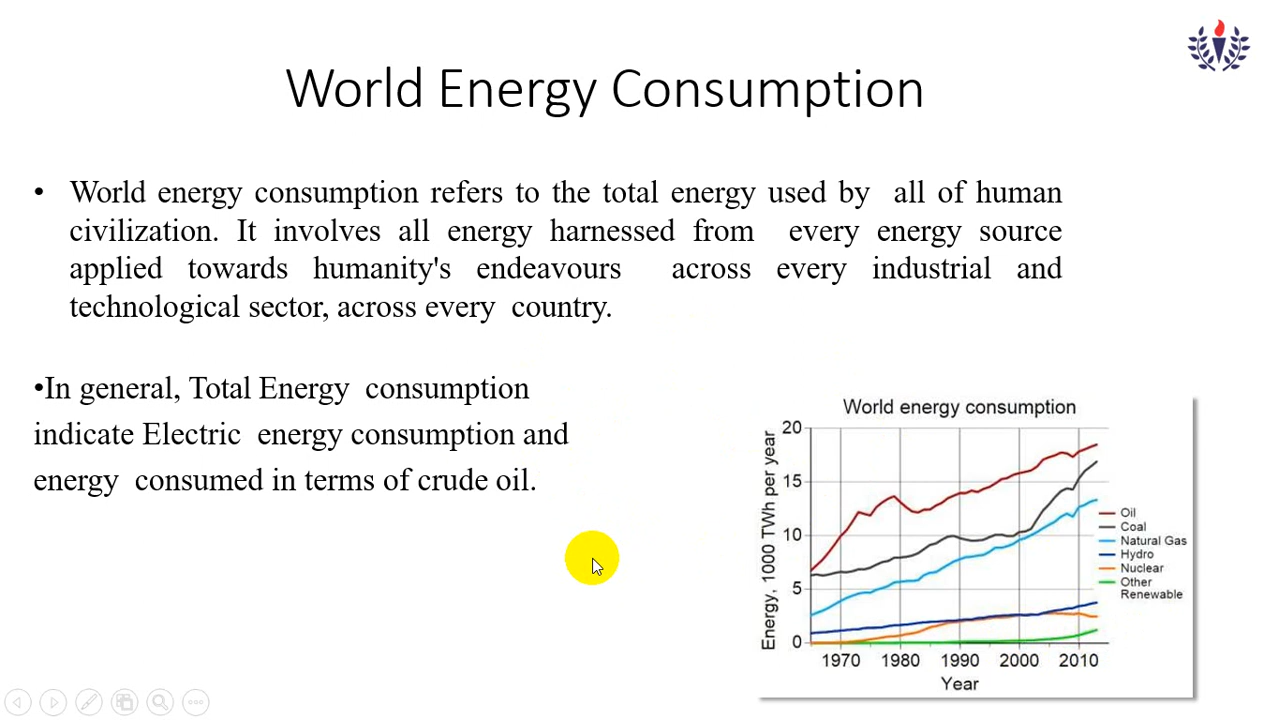 World Energy Consumption
• World energy consumption refers to the total energy used by all of human
civilization. It involves all energy harnessed from every energy source
applied towards humanity's endeavours across every industrial and
technological sector, across every country.
•In general, Total Energy consumption
indicate Electric energy consumption and
energy consumed in terms of crude oil.
World energy consumption
Energy, 1000 TWh per year
20
15
10
5
0
1970 1980 1990 2000 2010
Year
Oil
Coal
Natural Gas
Hydro
Nuclear
Other
Renewable